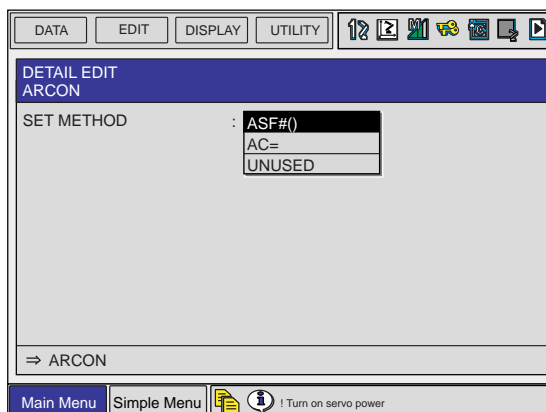 DATA EDIT DISPLAY UTILITY
DETAIL EDIT
ARCON
SET METHOD : ASF#()
AC=
UNUSED
⇒ ARCON
Main Menu Simple Menu ! Turn on servo power